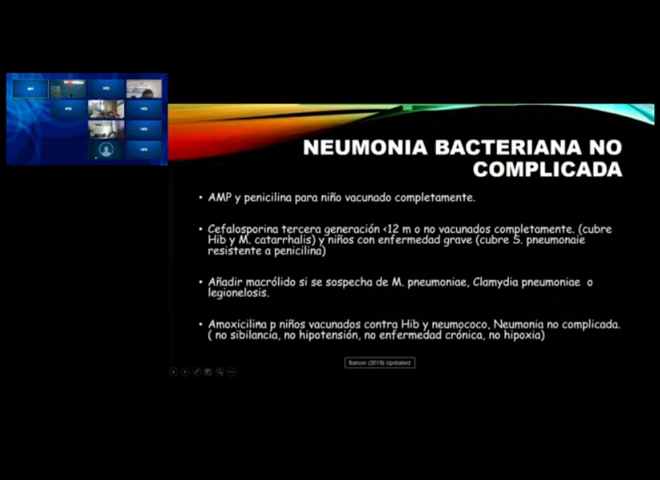 NEUMONIA BACTERIANA NO
COMPLICADA
• AMP y penicilina para niño vacunado completamente.
• Cefalosporina tercera generación <12 m o no vacunados completamente. (cubre
Hib y M. catarrhalis) y niños con enfermedad grave (cubre S. pneumonaie
resistente a penicilina)
• Añadir macrólido si se sospecha de M. pneumoniae, Clamydia pneumoniae o
legionelosis.
• Amoxicilina p niños vacunados contra Hib y neumococo, Neumonia no complicada.
( no sibilancia, no hipotensión, no enfermedad crónica, no hipoxia)
(2018) Updated